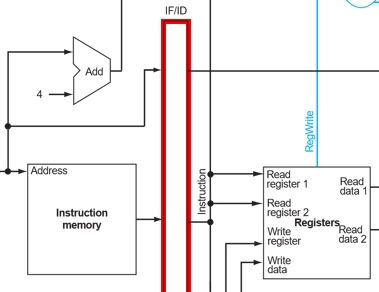 IF/ID
Add
4
RegWrite
Address
Instruction
memory
Instruction
Read
register 1
Read
register 2
Write
register
Write
data
Registers
Read
data 1
Read
data 2